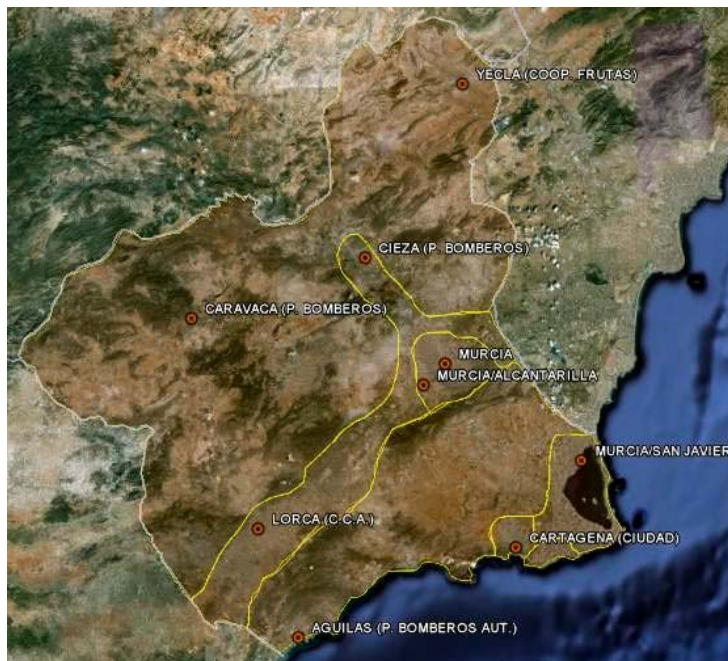 YECLA (COOP. FRUTAS)
CIEZA (P. BOMBEROS)
CARAVACA (P. BOMBEROS)
MURCIA
MURCIA/ALCANTARILLA
MURCIA/SAN JAVIER
LORCA (C.C.A.)
CARTAGENA (CIUDAD)
AGUILAS (P. BOMBEROS AUT.)